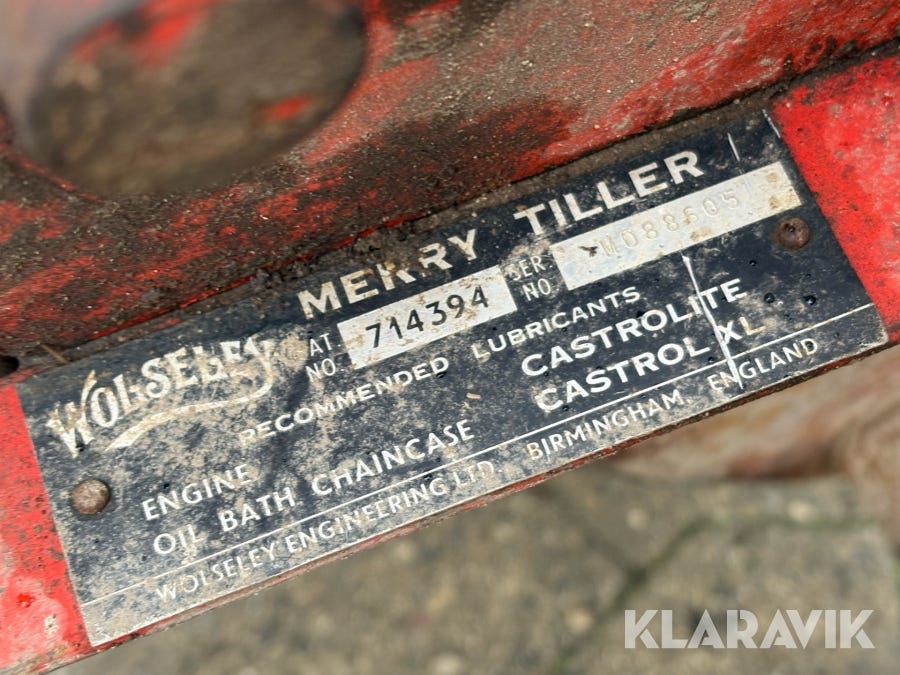 WOLSELEY
MERRY TILLER
CAT. NO. 714394 SER. NO.
RECOMMENDED LUBRICANTS
ENGINE CASTROLITE
OIL BATH CHAINCASE CASTROL XL
WOLSELEY ENGINEERING LTD. BIRMINGHAM, ENGLAND
KLARAVIK